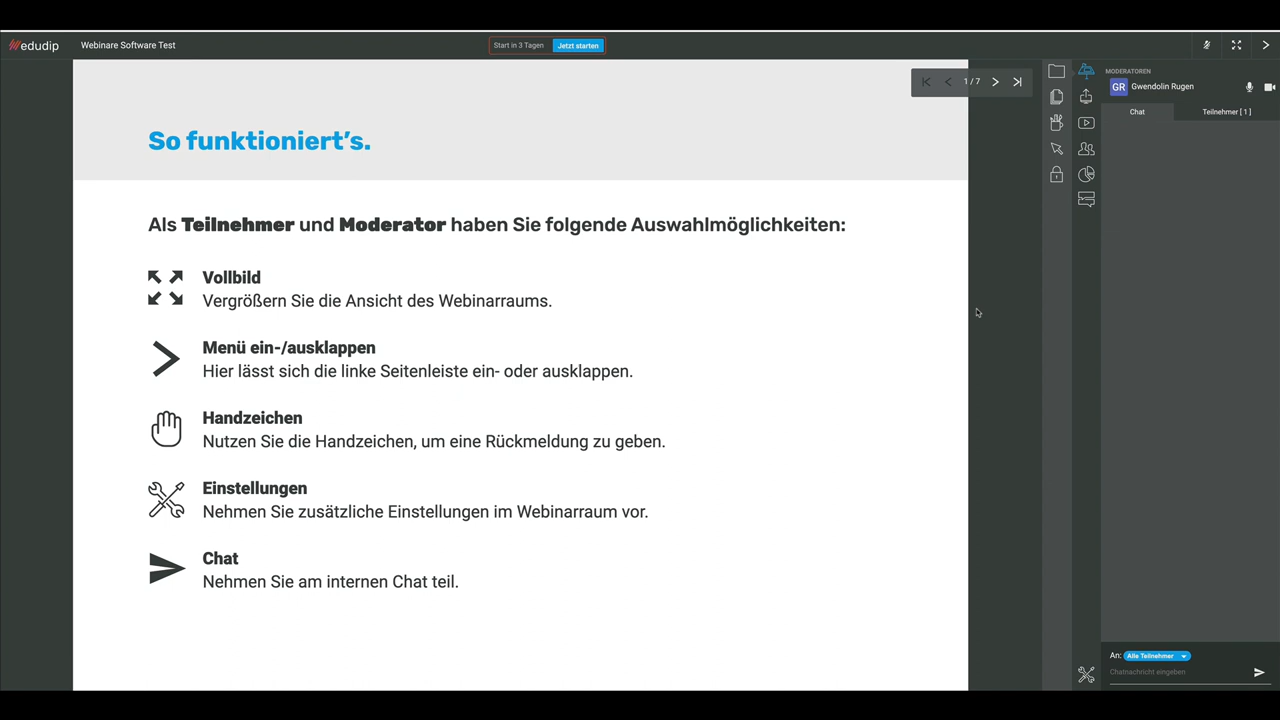 edudip
Webinare Software Test
Start in 3 Tagen
Jetzt starten
1 / 7
MODERATOREN
GR
Gwendolin Rugen
Chat
Teilnehmer [ 1 ]
So funktioniert’s.
Als Teilnehmer und Moderator haben Sie folgende Auswahlmöglichkeiten:
Vollbild
Vergrößern Sie die Ansicht des Webinarraums.
Menü ein-/ausklappen
Hier lässt sich die linke Seitenleiste ein- oder ausklappen.
Handzeichen
Nutzen Sie die Handzeichen, um eine Rückmeldung zu geben.
Einstellungen
Nehmen Sie zusätzliche Einstellungen im Webinarraum vor.
Chat
Nehmen Sie am internen Chat teil.
An: Alle Teilnehmer
Chatnachricht eingeben